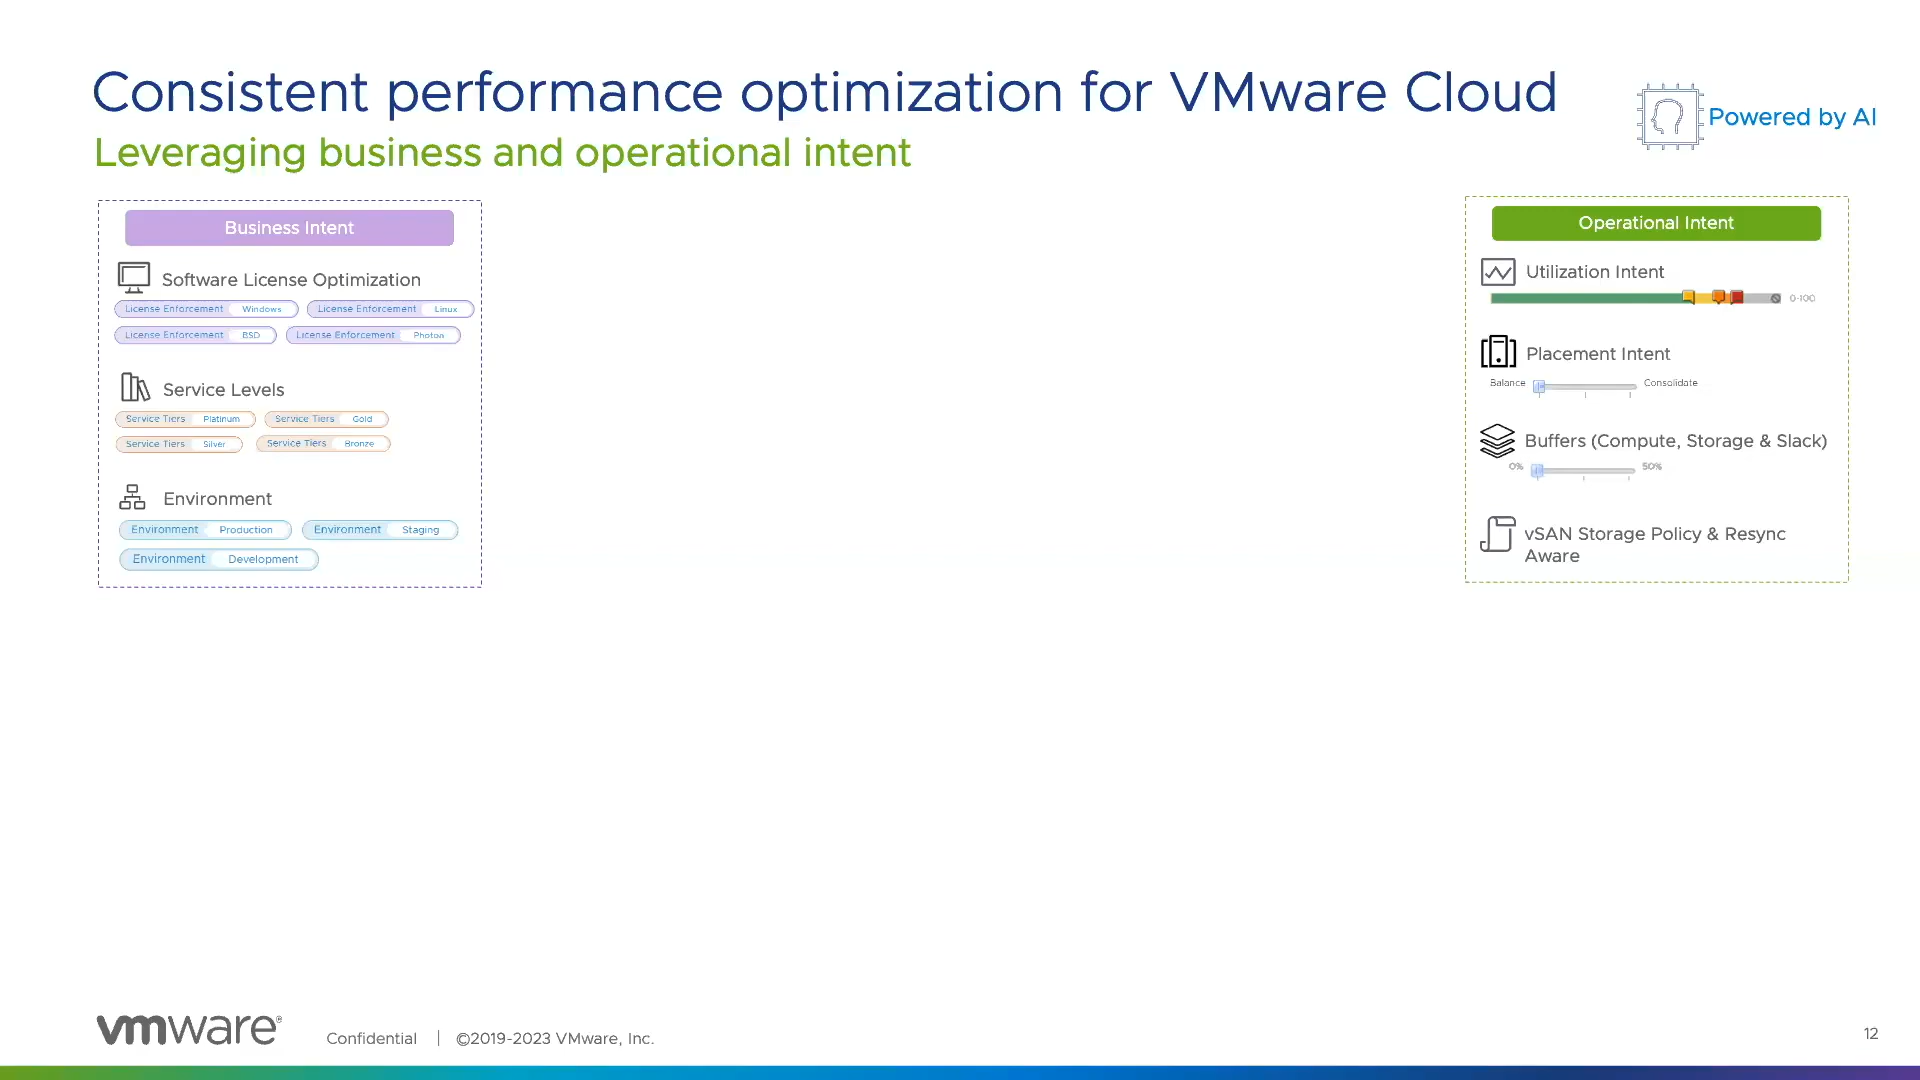 Consistent performance optimization for VMware Cloud
Leveraging business and operational intent
Powered by AI
Business Intent
Software License Optimization
License Enforcement Windows
License Enforcement Linux
License Enforcement BSD
License Enforcement Photon
Service Levels
Service Tiers Platinum
Service Tiers Gold
Service Tiers Silver
Service Tiers Bronze
Environment
Environment Production
Environment Staging
Environment Development
Operational Intent
Utilization Intent
0-100
Placement Intent
Balance
Consolidate
Buffers (Compute, Storage & Slack)
0%
50%
vSAN Storage Policy & Resync
Aware
vmware®
Confidential | ©2019-2023 VMware, Inc.
12